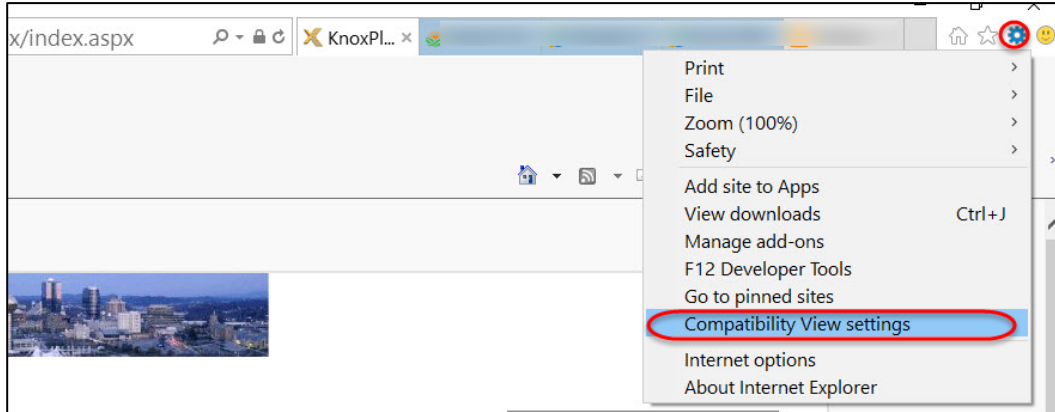 x/index.aspx
KnoxPl...
Print
File
Zoom (100%)
Safety
Add site to Apps
View downloads Ctrl+J
Manage add-ons
F12 Developer Tools
Go to pinned sites
Compatibility View settings
Internet options
About Internet Explorer